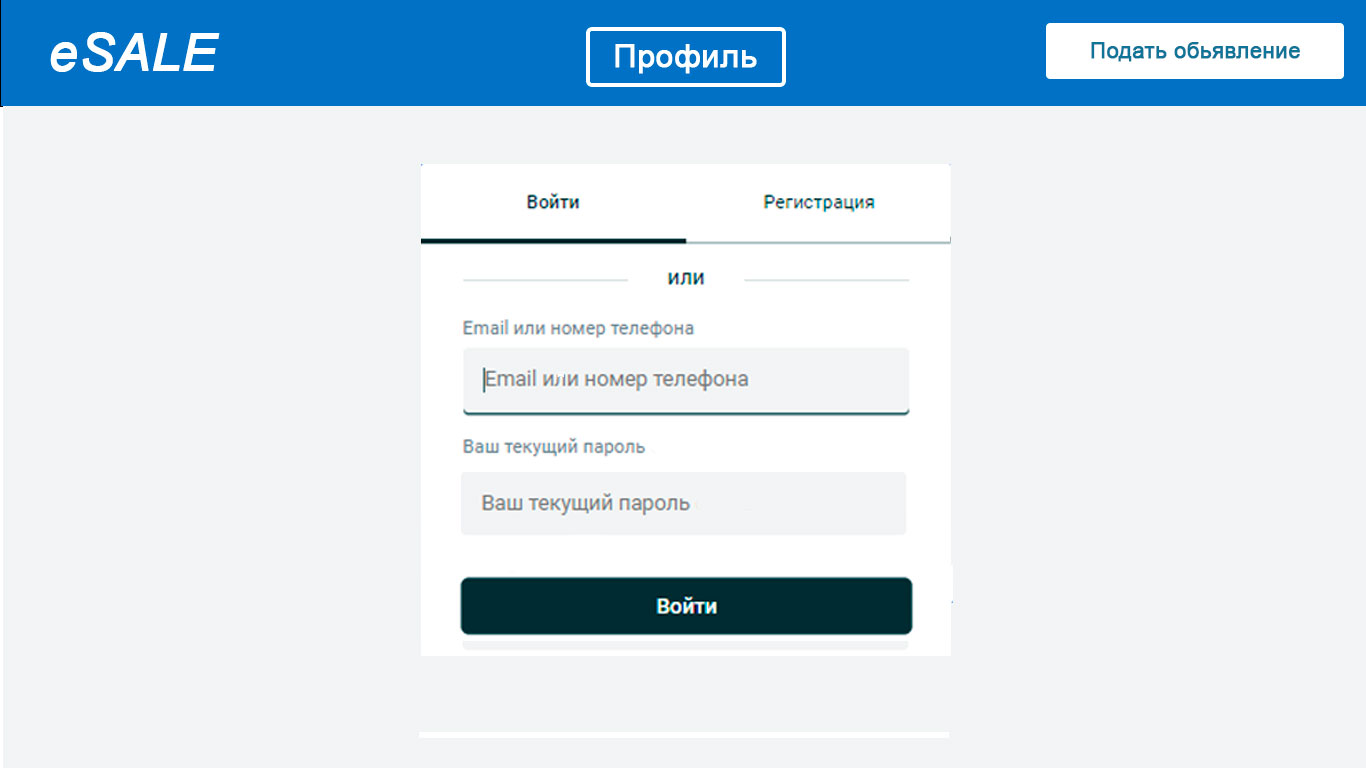 eSALE
Профиль
Подать обьявление
Войти
Регистрация
или
Email или номер телефона
Email или номер телефона
Ваш текущий пароль
Ваш текущий пароль
Войти